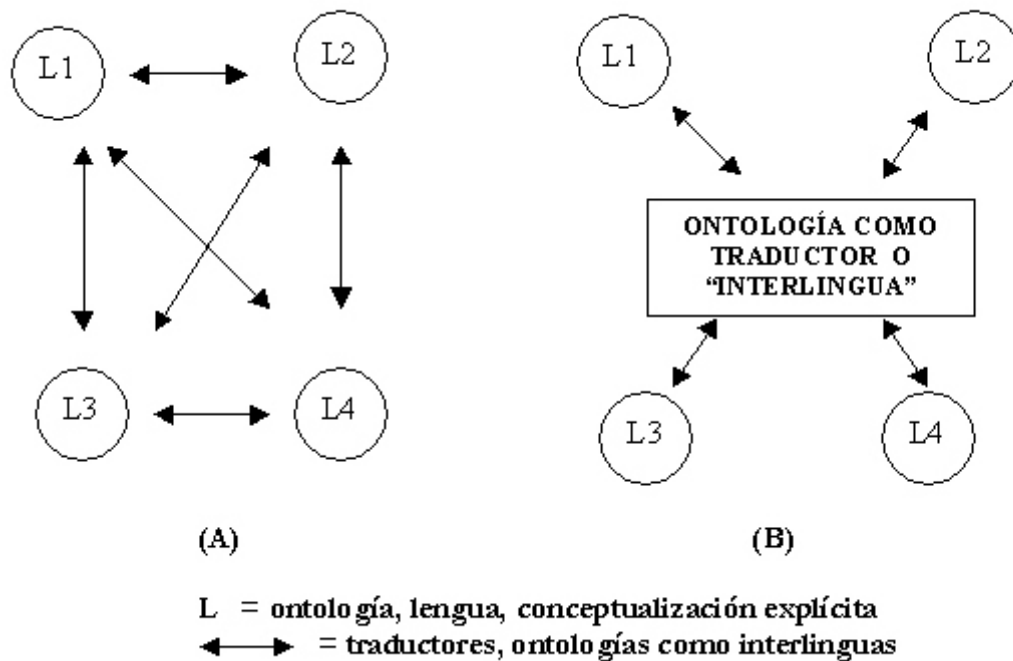 L1
L2
L3
L4
(A)
L1
L2
ONTOLOGÍA COMO
TRADUCTOR O
“INTERLINGUA”
L3
L4
(B)
L = ontología, lengua, conceptualización explícita
= traductores, ontologías como interlinguas